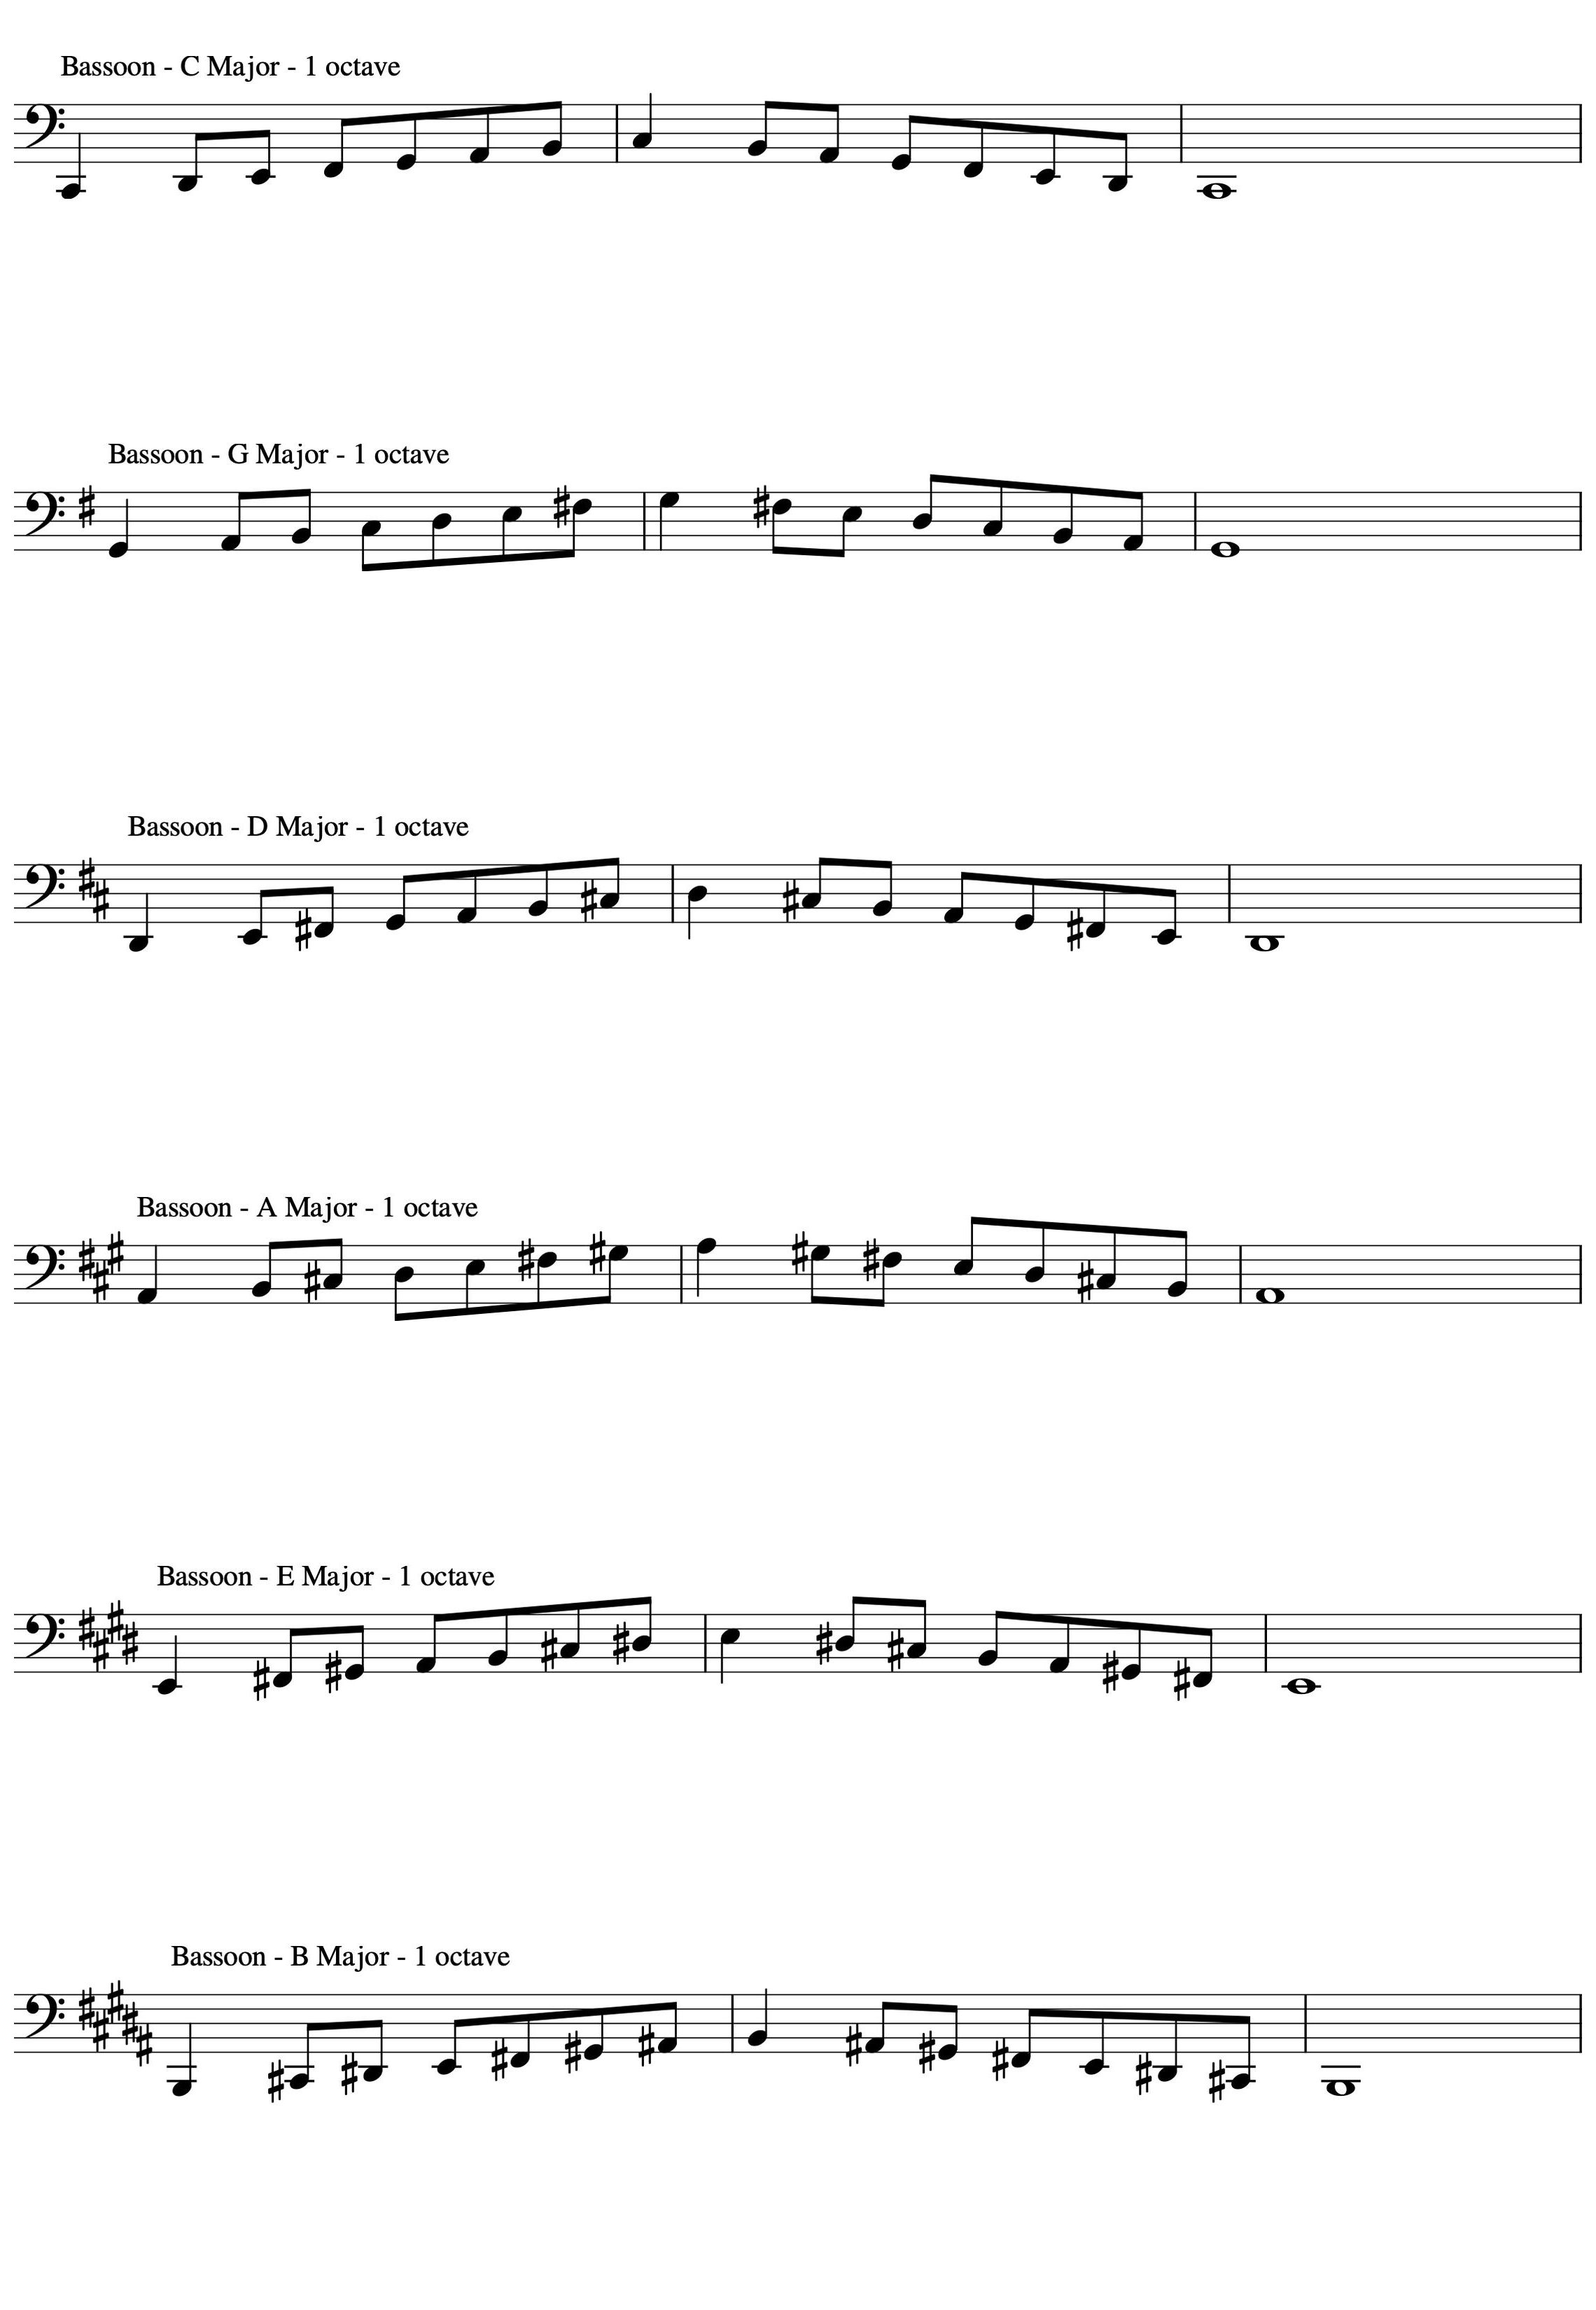 Bassoon - C Major - 1 octave
Bassoon - G Major - 1 octave
Bassoon - D Major - 1 octave
Bassoon - A Major - 1 octave
Bassoon - E Major - 1 octave
Bassoon - B Major - 1 octave